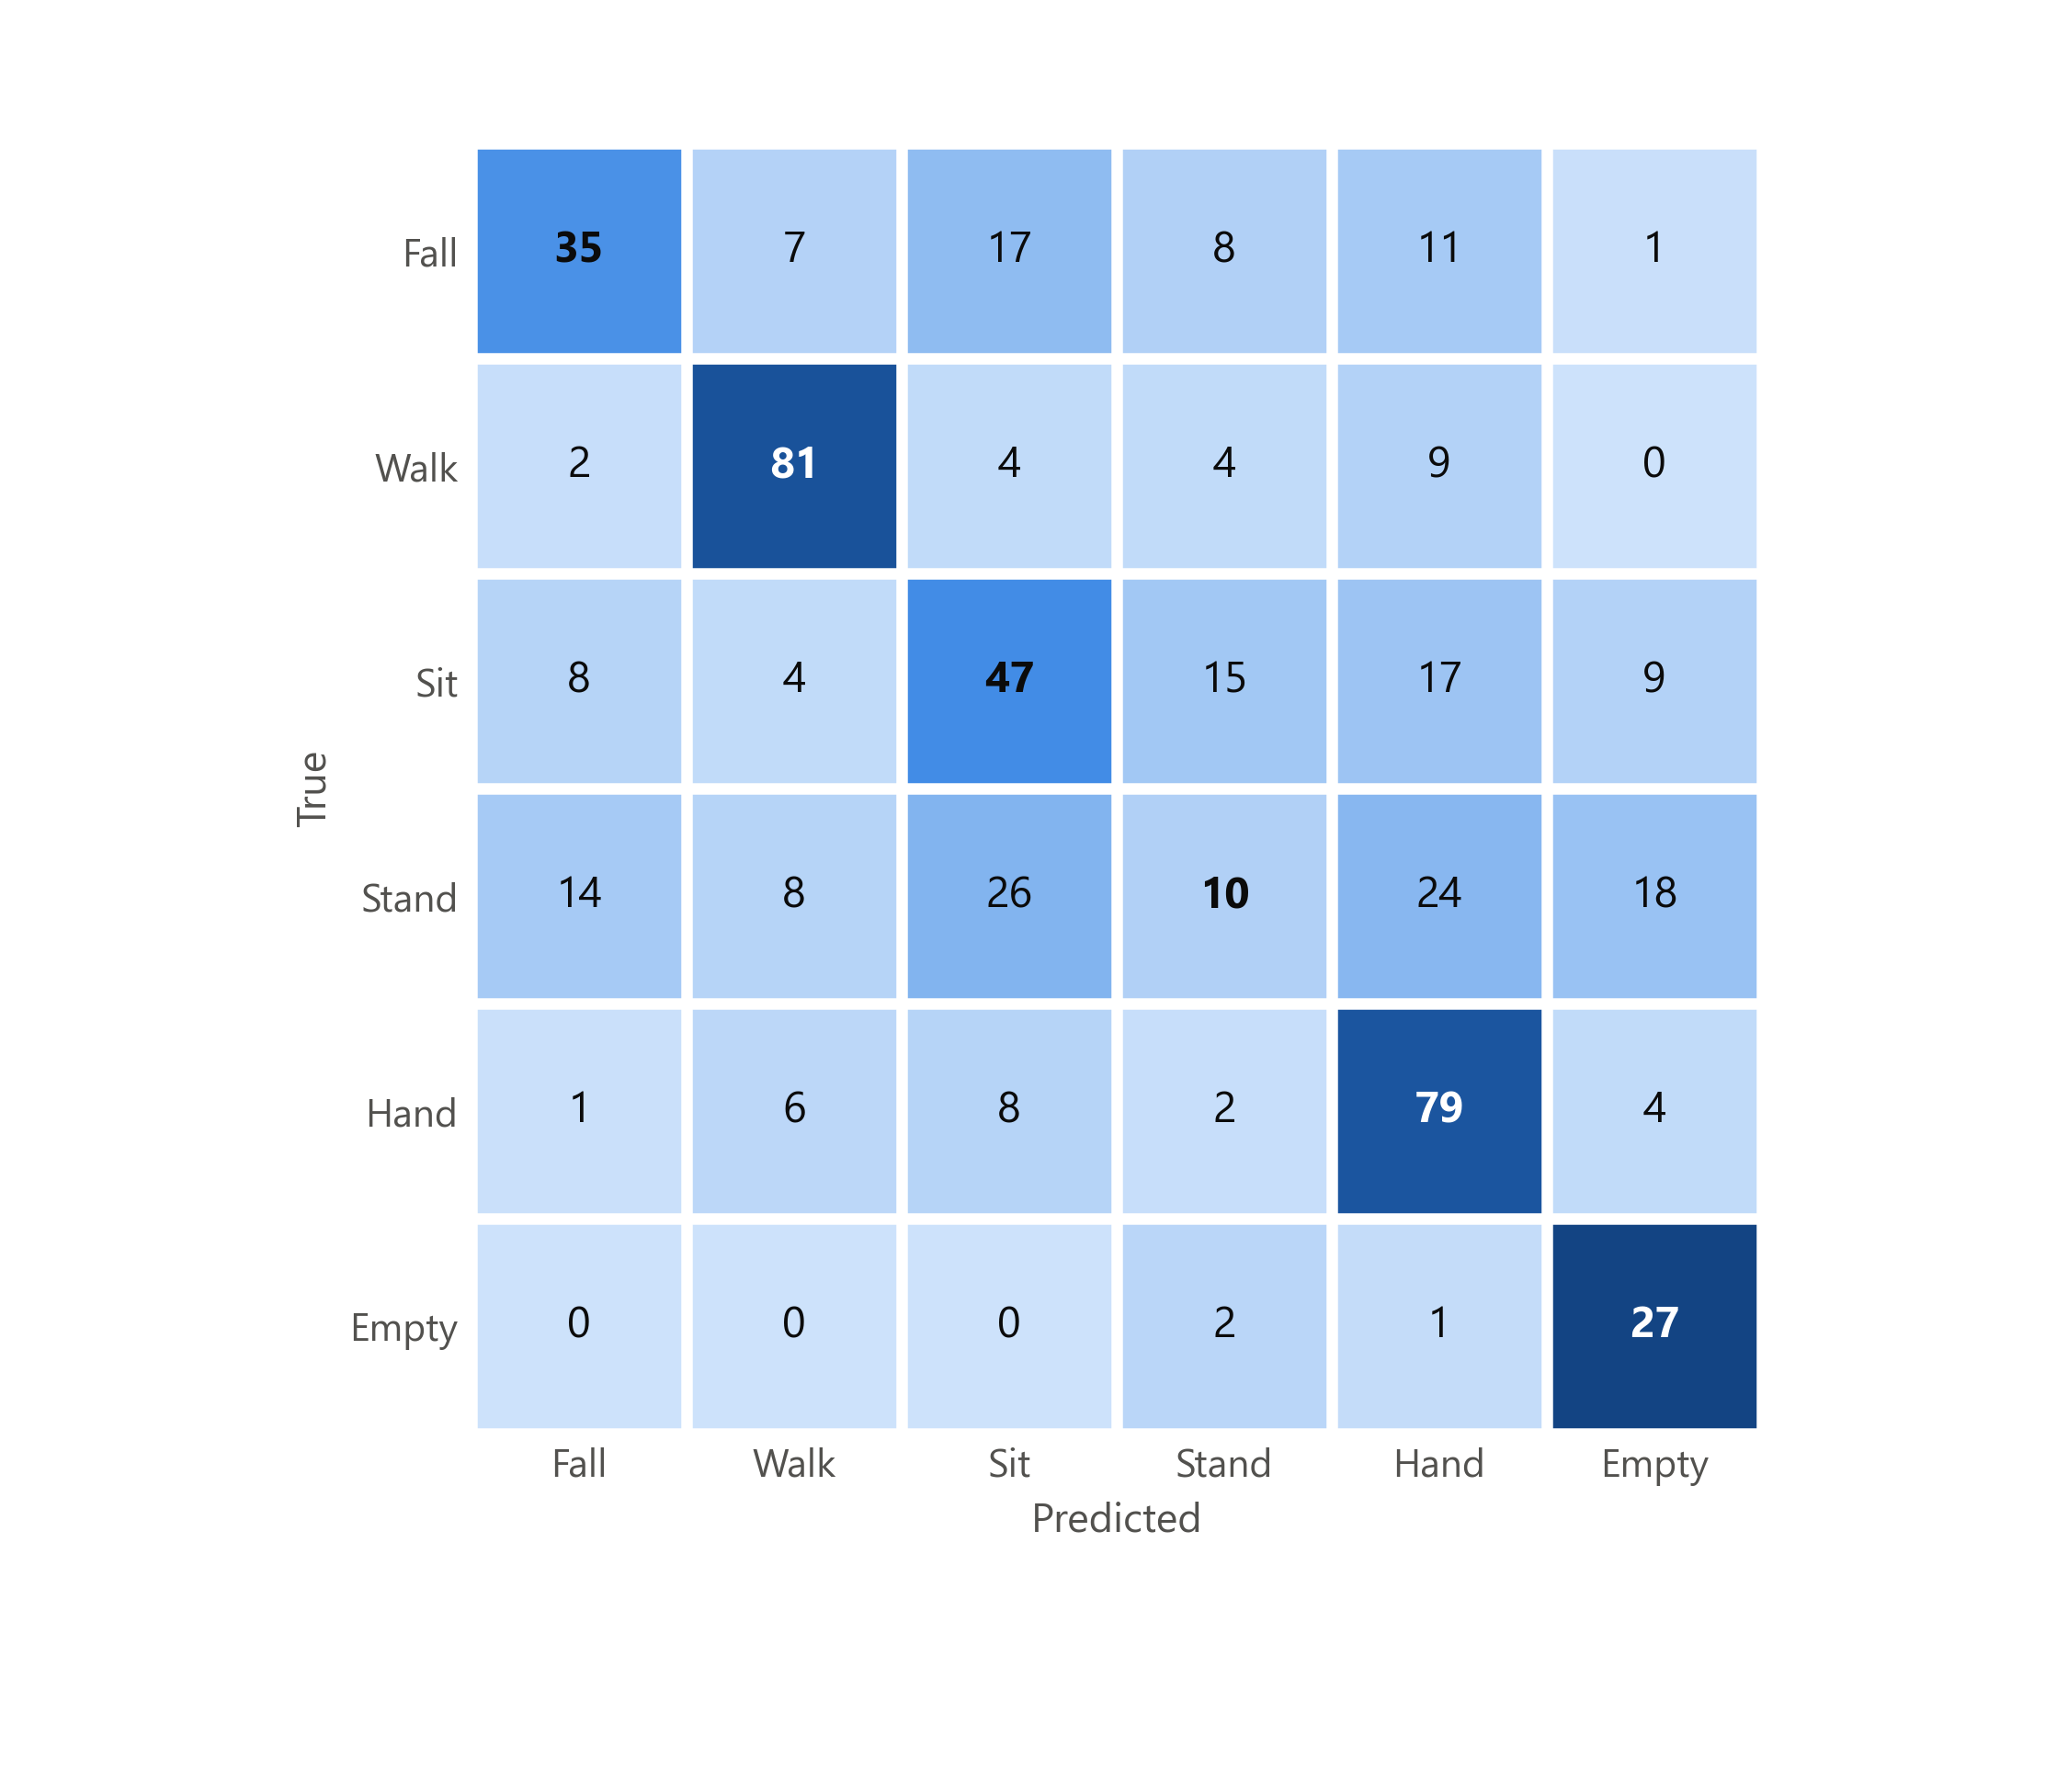 Fall 35 7 17 8 11 1
Walk 2 81 4 4 9 0
Sit 8 4 47 15 17 9
True
Stand 14 8 26 10 24 18
Hand 1 6 8 2 79 4
Empty 0 0 0 2 1 27
Fall Walk Sit Stand Hand Empty
Predicted